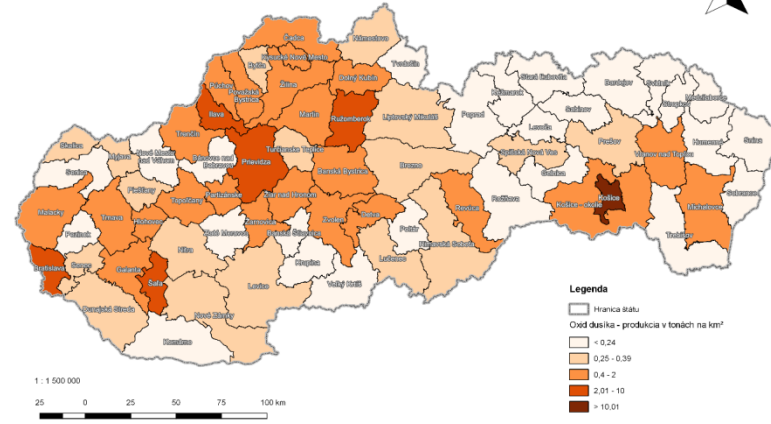 Čadca
Námestovo
Kysucké Nové Mesto
Tvrdošín
Bytča
Dolný Kubín
Stará Ľubovňa
Bardejov
Svidník
Púchov
Považská
Bystrica
Žilina
Kežmarok
Stropkov
Medzilaborce
Ilava
Martin
Ružomberok
Liptovský Mikuláš
Poprad
Sabinov
Levoča
Trenčín
Prešov
Humenné
Snina
Skalica
Myjava
Nové Mesto
nad Váhom
Bánovce nad
Bebravou
Prievidza
Turčianske Teplice
Spišská Nová Ves
Vranov nad Topľou
Senica
Brezno
Gelnica
Piešťany
Partizánske
Banská Bystrica
Sobrance
Topoľčany
Žiar nad Hronom
Rožňava
Košice - okolie
Košice
Malacky
Trnava
Hlohovec
Žarnovica
Zvolen
Detva
Revúca
Michalovce
Pezinok
Zlaté Moravce
Banská Štiavnica
Poltár
Rimavská Sobota
Trebišov
Nitra
Bratislava
Senec
Galanta
Krupina
Lučenec
Šaľa
Levice
Veľký Krtíš
Dunajská Streda
Nové Zámky
Komárno
Legenda
Hranica štátu
Oxid dusíka - produkcia v tonách na km²
< 0,24
0,25 - 0,39
0,4 - 2
2,01 - 10
> 10,01
1 : 1 500 000
25 0 25 50 75 100 km